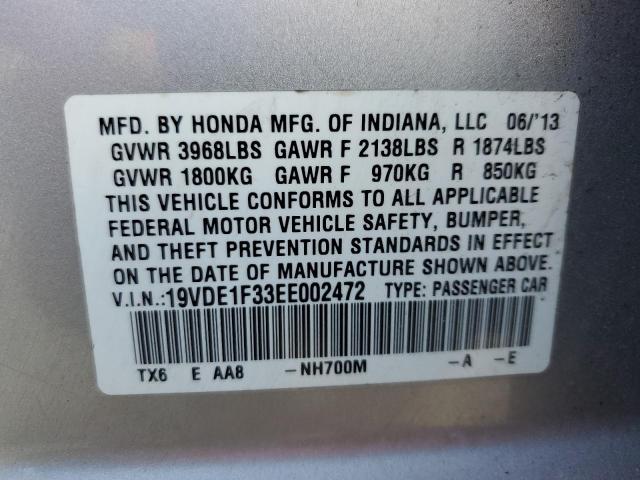 MFD. BY HONDA MFG. OF INDIANA, LLC 06/'13
GVWR 3968LBS GAWR F 2138LBS R 1874LBS
GVWR 1800KG GAWR F 970KG R 850KG
THIS VEHICLE CONFORMS TO ALL APPLICABLE
FEDERAL MOTOR VEHICLE SAFETY, BUMPER,
AND THEFT PREVENTION STANDARDS IN EFFECT
ON THE DATE OF MANUFACTURE SHOWN ABOVE.
V.I.N.:19VDE1F33EE002472 TYPE: PASSENGER CAR
TX6 E AA8 -NH700M -A -E